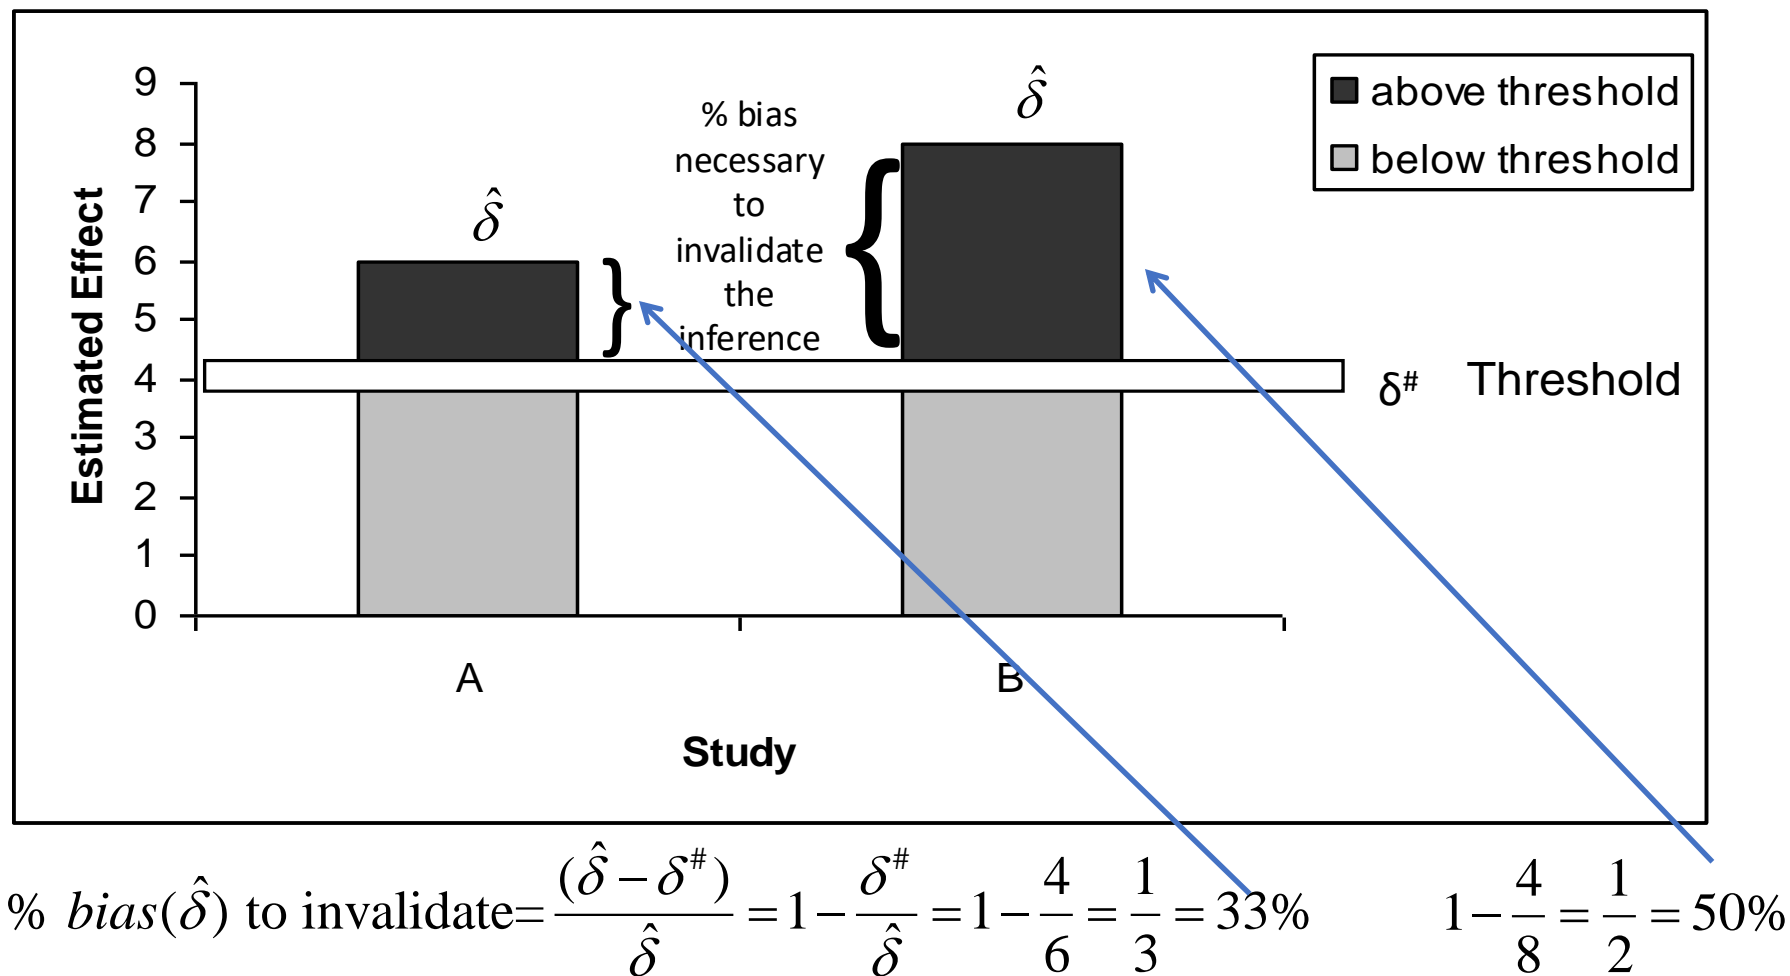 9
8
7
6
5
4
3
2
1
0
Estimated Effect
δ̂
% bias
necessary
to
invalidate
the
inference
δ̂
above threshold
below threshold
δ# Threshold
A B
Study
% bias(δ̂) to invalidate= (δ̂ − δ#) / δ̂ = 1 − δ# / δ̂ = 1 − 4/6 = 1/3 = 33% 1 − 4/8 = 1/2 = 50%